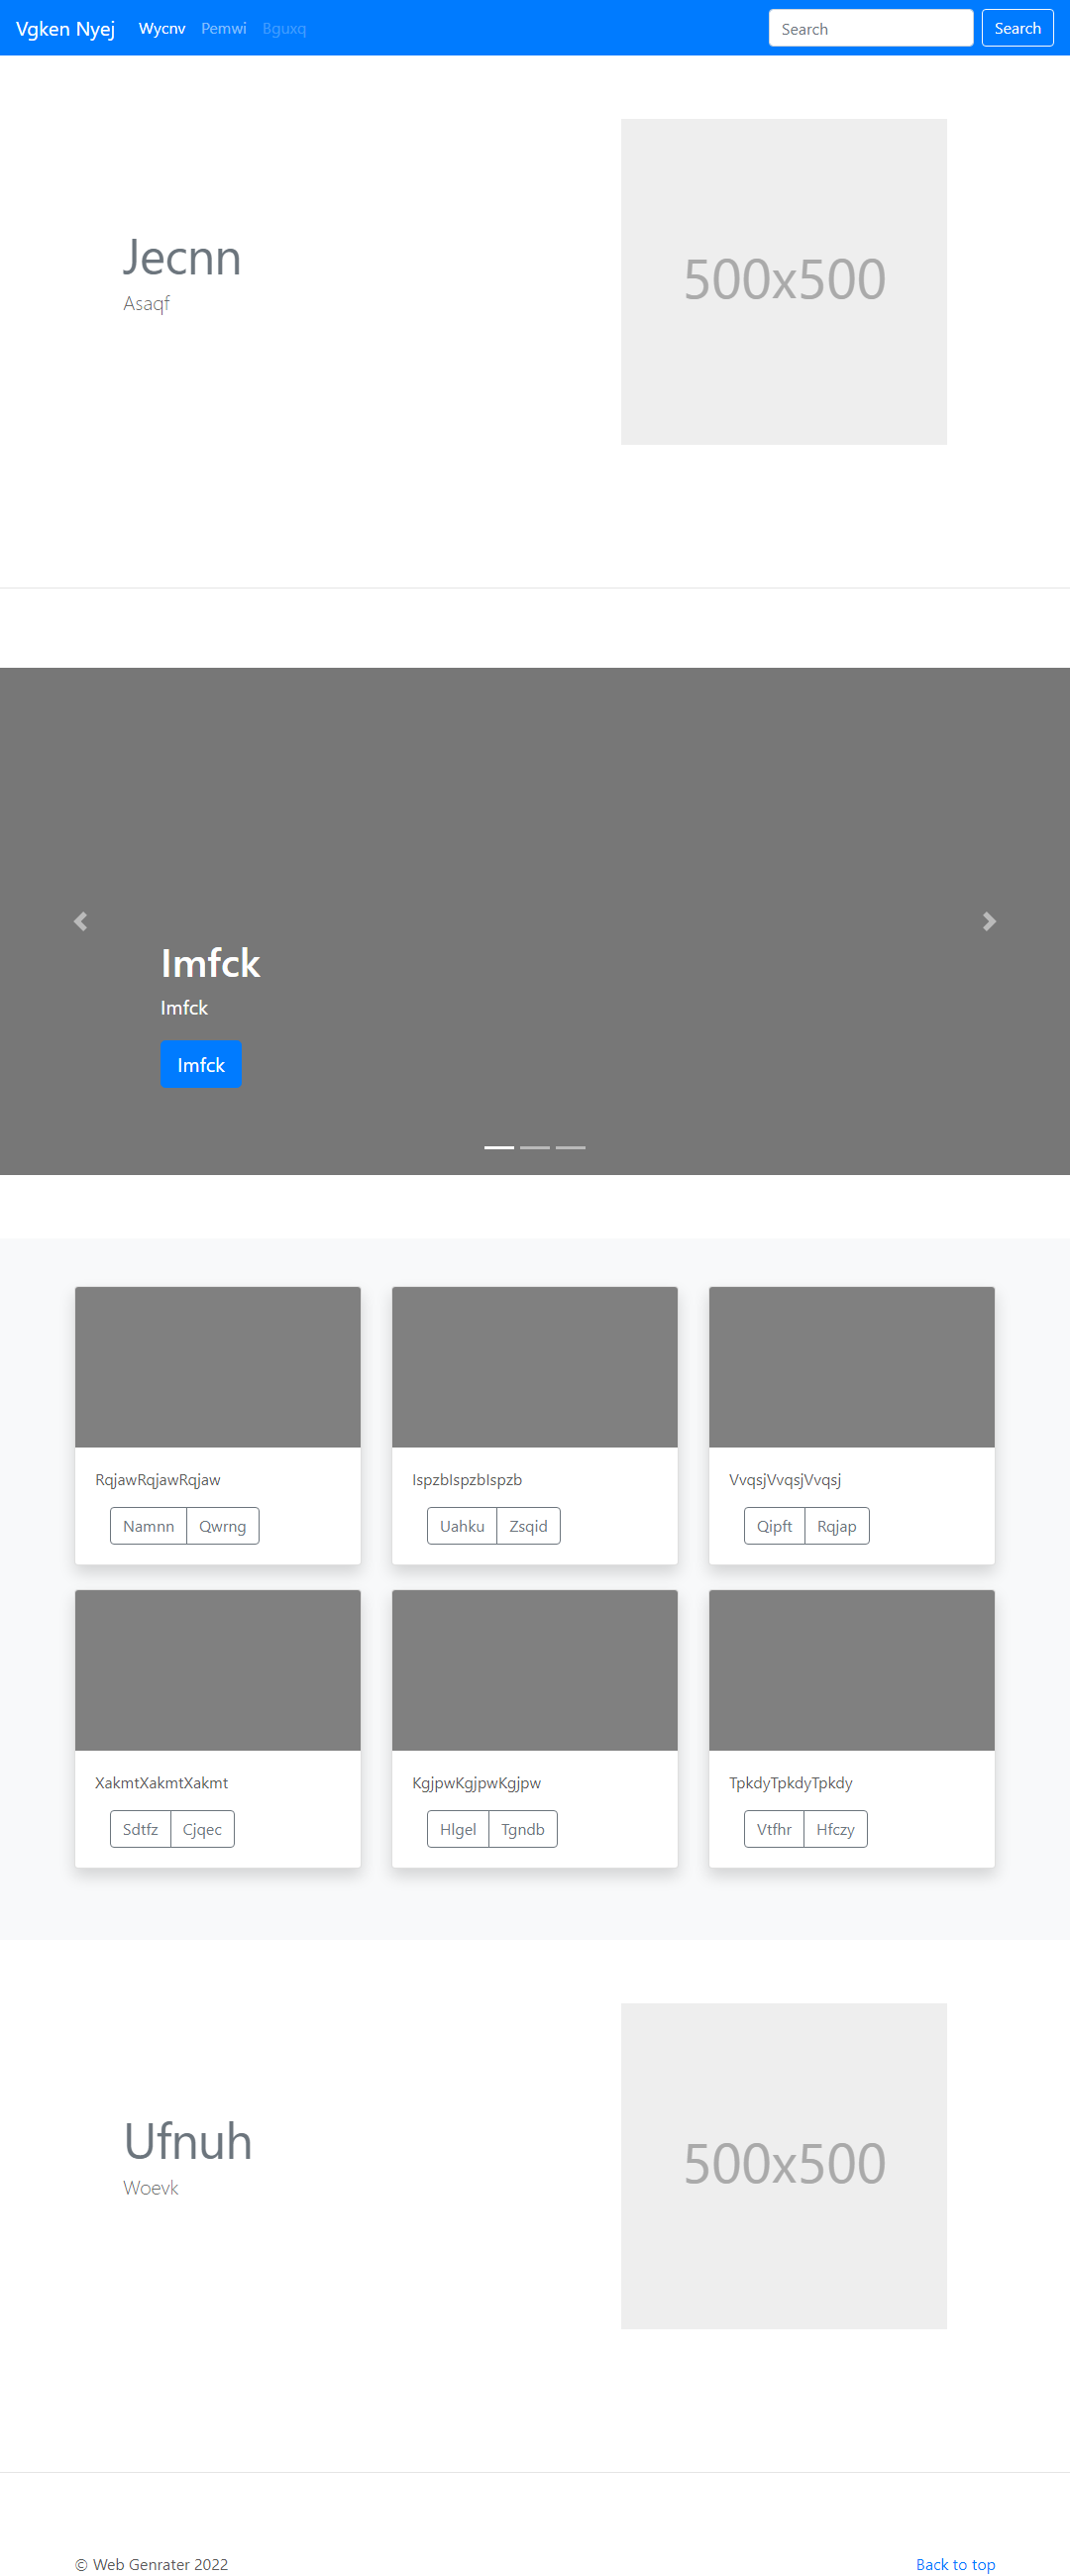 Vgken Nyej Wycnv Pemwi Bguxq Search Search
Jecnn
Asaqf
500x500
Imfck
Imfck
Imfck
RqjawRqjawRqjaw
Namnn Qwrng
IspzbIspzbIspzb
Uahku Zsqid
VvqsjVvqsjVvqsj
Qipft Rqjap
XakmtXakmtXakmt
Sdtfz Cjqec
KgjpwKgjpwKgjpw
Hlgel Tgndb
TpkdyTpkdyTpkdy
Vtfhr Hfczy
Ufnuh
Woevk
500x500
© Web Genrater 2022 Back to top